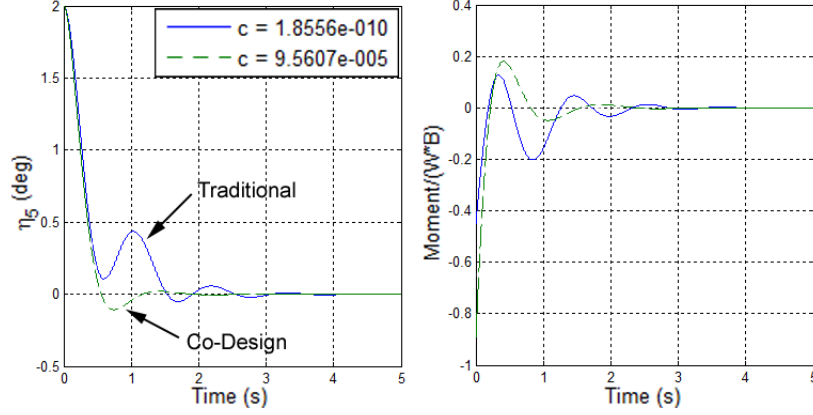 2
1.5
1
0.5
0
-0.5
η5 (deg)
c = 1.8556e-010
c = 9.5607e-005
Traditional
Co-Design
0 1 2 3 4 5
Time (s)
0.4
0.2
0
-0.2
-0.4
-0.6
-0.8
-1
Moment/(W*B)
0 1 2 3 4 5
Time (s)